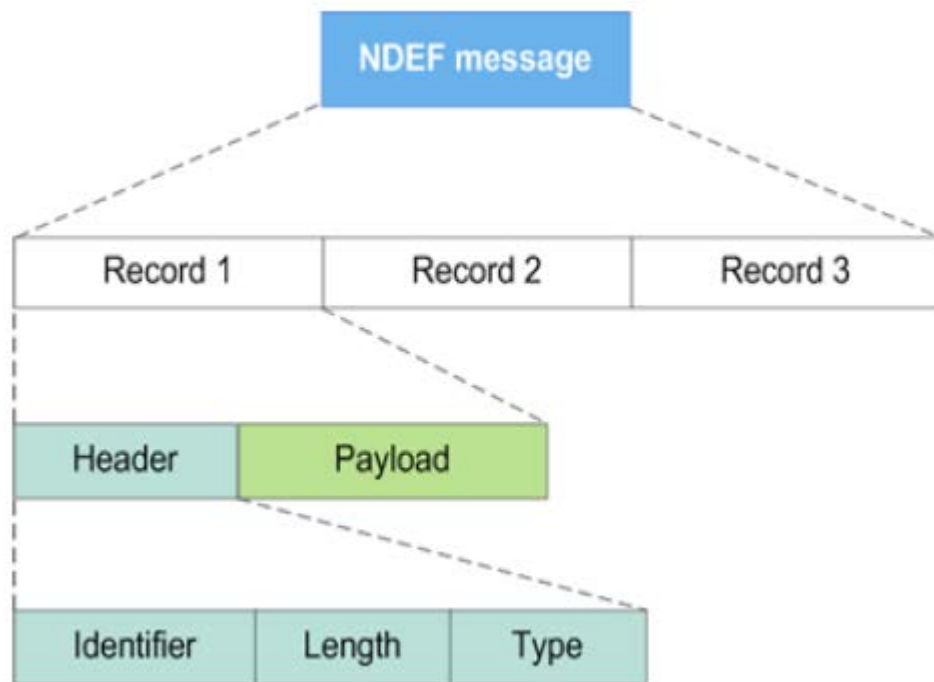 NDEF message
Record 1 Record 2 Record 3
Header Payload
Identifier Length Type